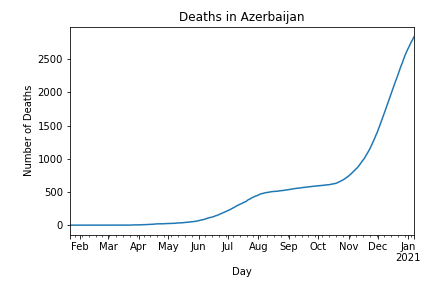 Deaths in Azerbaijan
Number of Deaths
2500
2000
1500
1000
500
0
Feb Mar Apr May Jun Jul Aug Sep Oct Nov Dec Jan
2021
Day